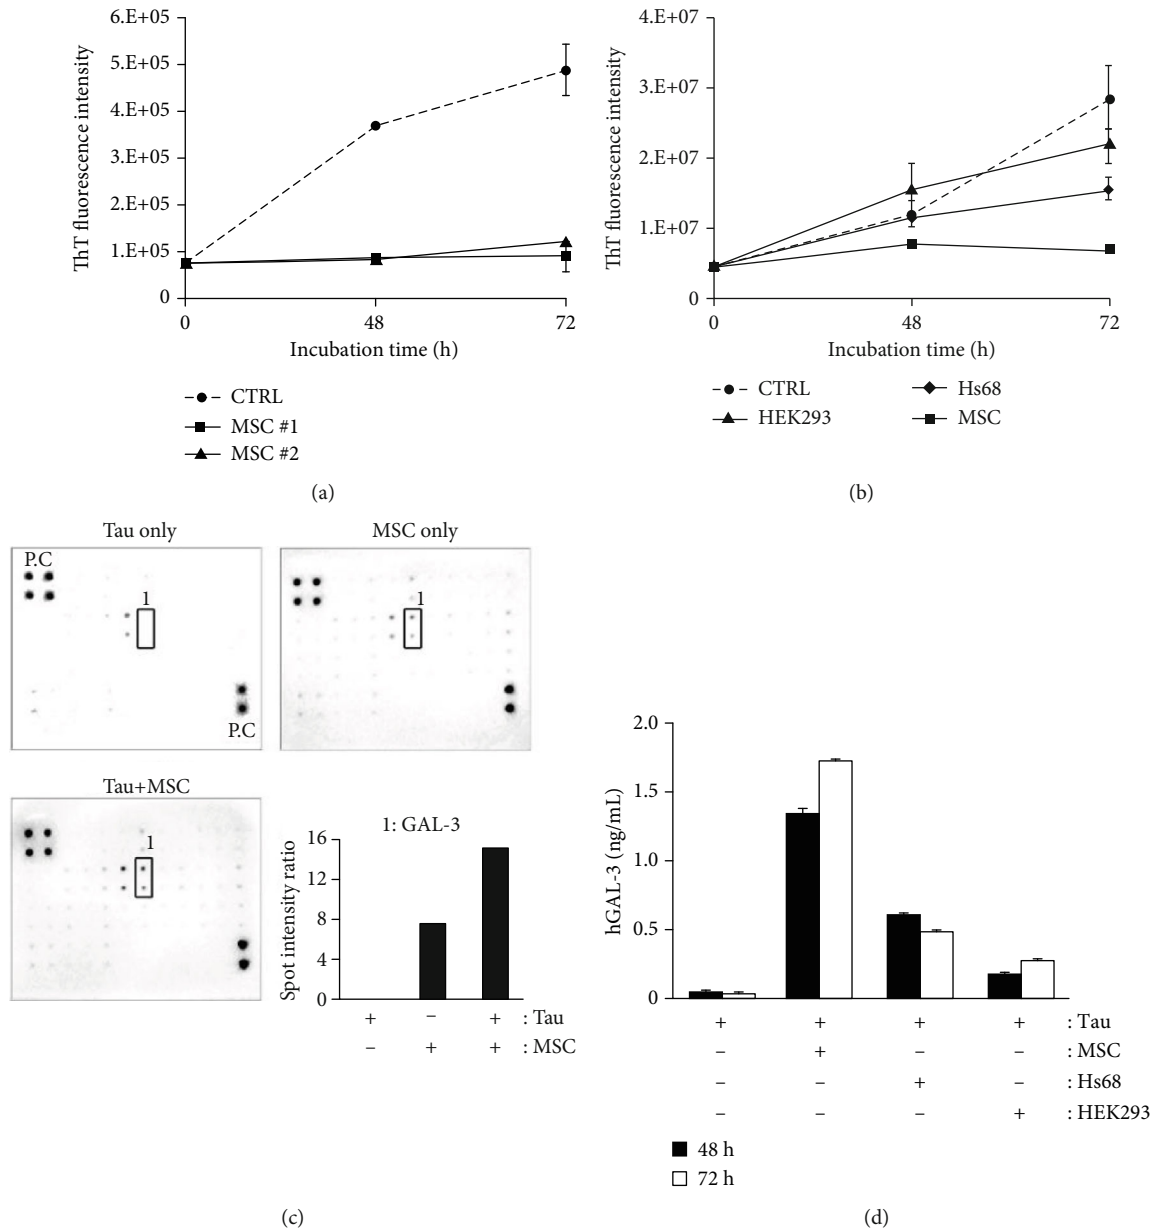 6.E+05
5.E+05
4.E+05
3.E+05
2.E+05
1.E+05
0
ThT fluorescence intensity
0 48 72
Incubation time (h)
CTRL
MSC #1
MSC #2
(a)
4.E+07
3.E+07
2.E+07
1.E+07
0
ThT fluorescence intensity
0 48 72
Incubation time (h)
CTRL Hs68
HEK293 MSC
(b)
Tau only
P.C
1
P.C
MSC only
1
Tau+MSC
1
1: GAL-3
16
12
8
4
0
Spot intensity ratio
+ – + : Tau
– + + : MSC
(c)
2.0
1.5
1.0
0.5
0
hGAL-3 (ng/mL)
+ + + + : Tau
– + – – : MSC
– – + – : Hs68
– – – + : HEK293
48 h
72 h
(d)